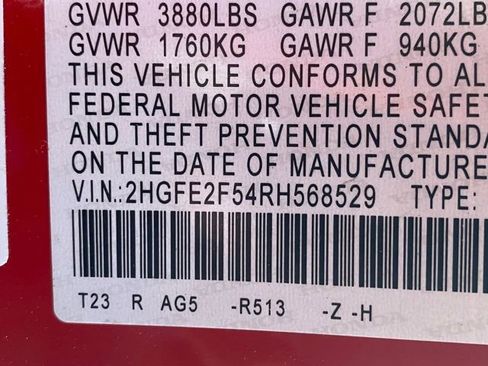 GVWR 3880LBS GAWR F 2072LB
GVWR 1760KG GAWR F 940KG
THIS VEHICLE CONFORMS TO AL
FEDERAL MOTOR VEHICLE SAFET
AND THEFT PREVENTION STANDA
ON THE DATE OF MANUFACTURE
V.I.N.:2HGFE2F54RH568529 TYPE:
T23 R AG5 -R513 -Z -H